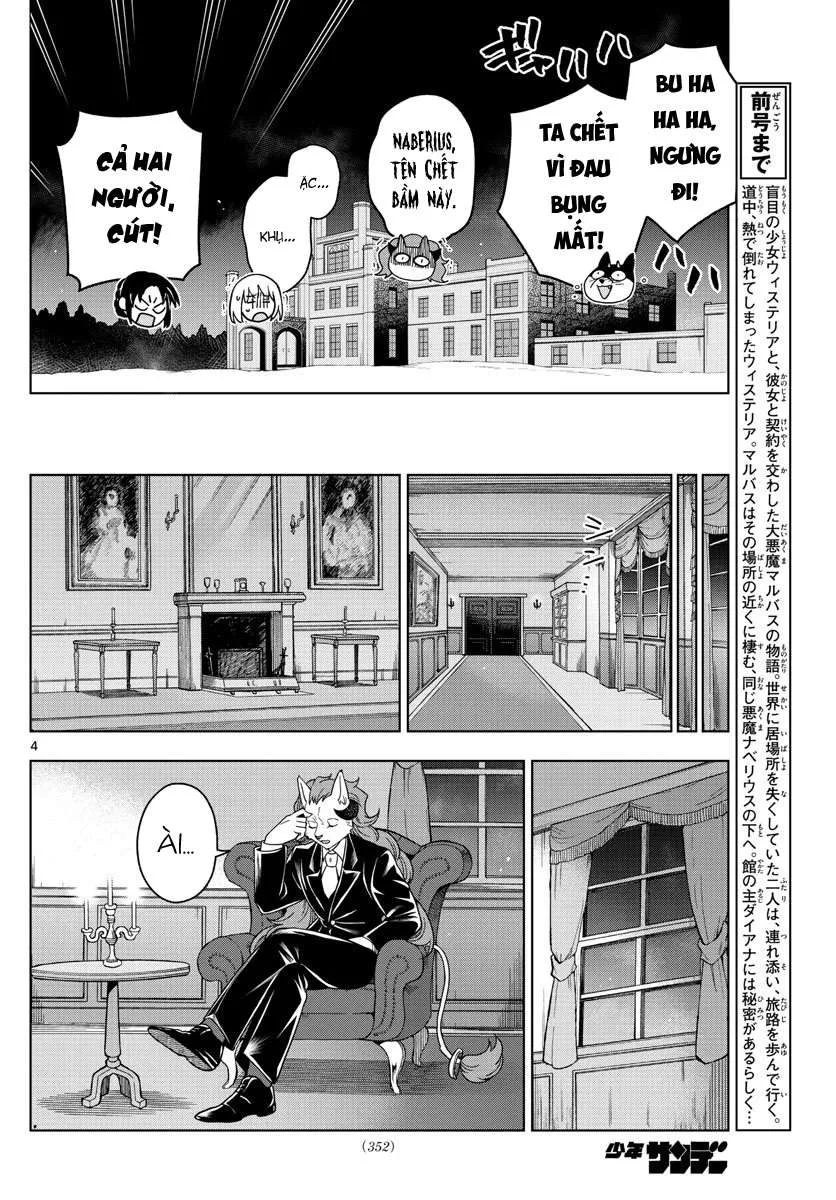 前号まで
盲目の少女ウィステリアと、彼女と契約を交わした大悪魔マルバスの物語。世界に居場所を失くしていた二人は、連れ添い、旅路を歩んで行く。
道中、熱で倒れてしまったウィステリア。マルバスはその場所の近くに棲む、同じ悪魔ナベリウスの下へ。館の主ダイアナには秘密があるらしく…
ギャハハ
BU HA
HA HA,
NGƯNG
ĐI!
TA CHẾT
VÌ ĐAU
BỤNG
MẤT!
NABERIUS,
TÊN CHẾT
BẦM NÀY.
ẶC...
KHỤ...
CẢ HAI
NGƯỜI,
CÚT!
4
ÀI...
(352)
少年サンデー